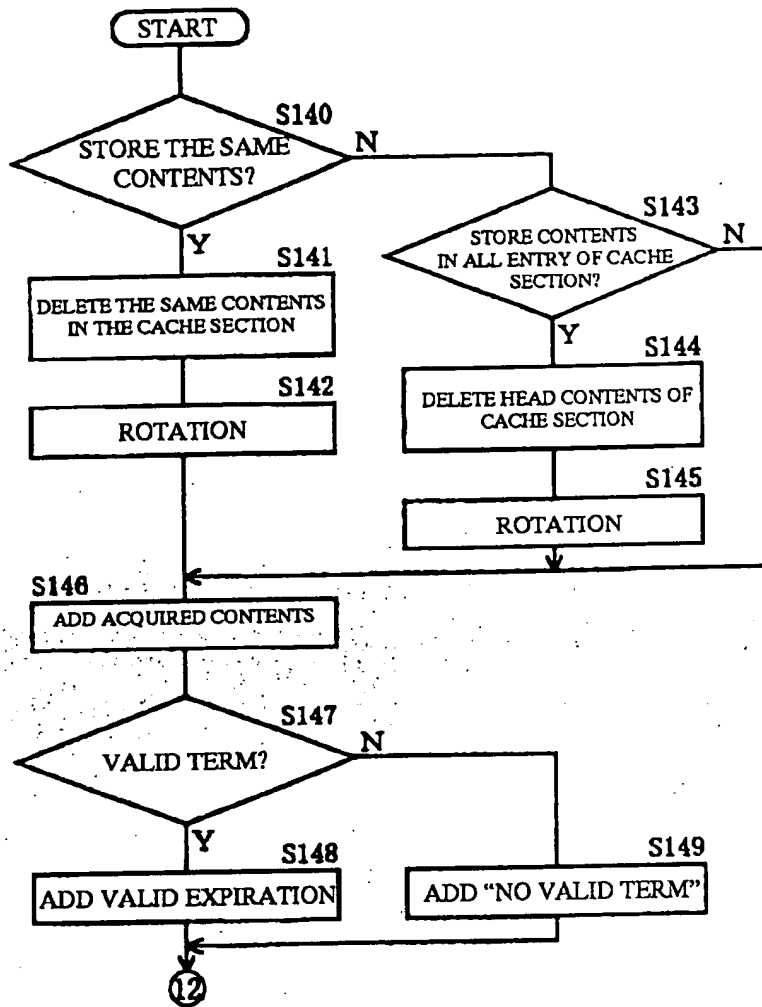 START
S140
STORE THE SAME
CONTENTS?
N
Y
S143
STORE CONTENTS
IN ALL ENTRY OF CACHE
SECTION?
N
Y
S141
DELETE THE SAME CONTENTS
IN THE CACHE SECTION
S142
ROTATION
S144
DELETE HEAD CONTENTS OF
CACHE SECTION
S145
ROTATION
S146
ADD ACQUIRED CONTENTS
S147
VALID TERM?
N
Y
S148
ADD VALID EXPIRATION
S149
ADD “NO VALID TERM”
12